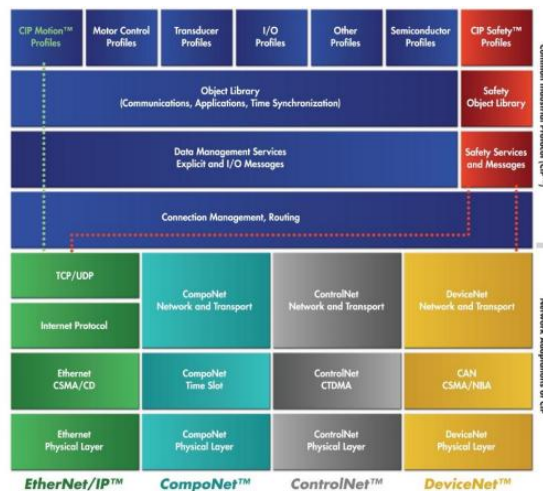 CIP Motion™
Profiles
Motor Control
Profiles
Transducer
Profiles
I/O
Profiles
Other
Profiles
Semiconductor
Profiles
CIP Safety™
Profiles
Object Library
(Communications, Applications, Time Synchronization)
Safety
Object Library
Data Management Services
Explicit and I/O Messages
Safety Services
and Messages
Connection Management, Routing
TCP/UDP
Internet Protocol
CompoNet
Network and Transport
ControlNet
Network and Transport
DeviceNet
Network and Transport
Ethernet
CSMA/CD
CompoNet
Time Slot
ControlNet
CTDMA
CAN
CSMA/NBA
Ethernet
Physical Layer
CompoNet
Physical Layer
ControlNet
Physical Layer
DeviceNet
Physical Layer
EtherNet/IP™
CompoNet™
ControlNet™
DeviceNet™